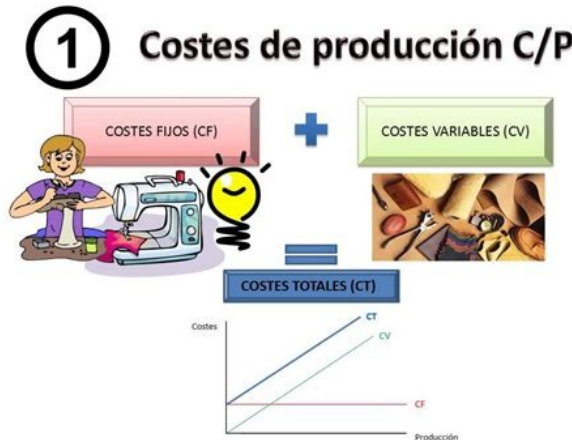 1 Costes de producción C/P
COSTES FIJOS (CF)
COSTES VARIABLES (CV)
COSTES TOTALES (CT)
Costes
CT
CV
CF
Producción